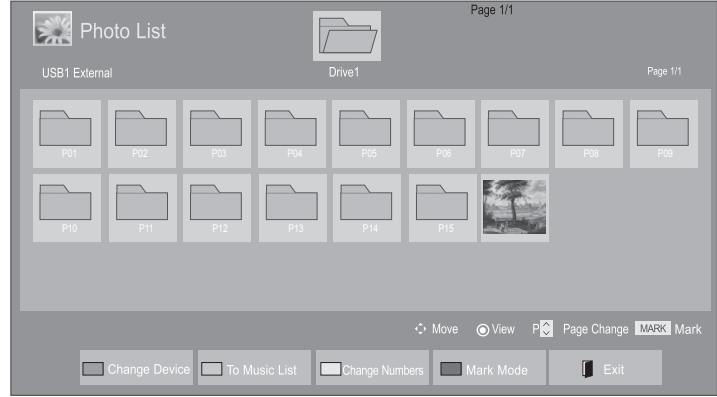 Page 1/1
Photo List
USB1 External
Drive1
Page 1/1
P01 P02 P03 P04 P05 P06 P07 P08 P09
P10 P11 P12 P13 P14 P15
Move View P Page Change MARK Mark
Change Device To Music List Change Numbers Mark Mode Exit